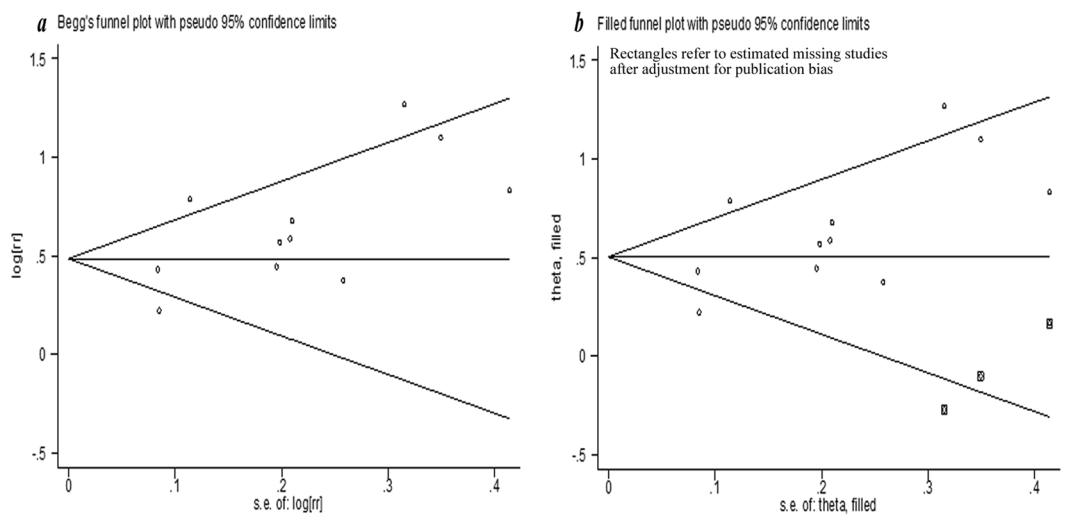 a Begg's funnel plot with pseudo 95% confidence limits
1.5
1
.5
0
-.5
log[rr]
0 .1 .2 .3 .4
s.e. of: log[rr]
b Filled funnel plot with pseudo 95% confidence limits
Rectangles refer to estimated missing studies
after adjustment for publication bias
1.5
1
.5
0
-.5
theta, filled
0 .1 .2 .3 .4
s.e. of: theta, filled